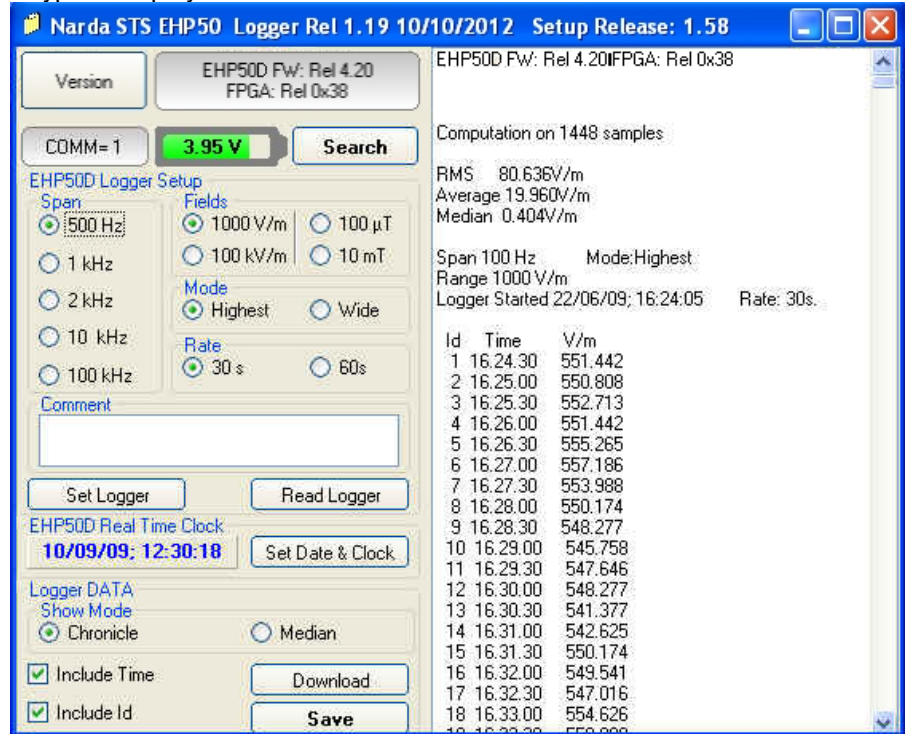 Narda STS EHP50 Logger Rel 1.19 10/10/2012 Setup Release: 1.58
Version
EHP50D FW: Rel 4.20
FPGA: Rel 0x38
COMM= 1
3.95 V
Search
EHP50D Logger Setup
Span
500 Hz
1 kHz
2 kHz
10 kHz
100 kHz
Fields
1000 V/m
100 µT
100 kV/m
10 mT
Mode
Highest
Wide
Rate
30 s
60s
Comment
Set Logger
Read Logger
EHP50D Real Time Clock
10/09/09; 12:30:18
Set Date & Clock
Logger DATA
Show Mode
Chronicle
Median
Include Time
Download
Include Id
Save
EHP50D FW: Rel 4.20‖FPGA: Rel 0x38
Computation on 1448 samples
RMS 80.636V/m
Average 19.960V/m
Median 0.404V/m
Span 100 Hz Mode:Highest
Range 1000 V/m
Logger Started 22/06/09; 16:24:05 Rate: 30s.
Id Time V/m
1 16.24.30 551.442
2 16.25.00 550.808
3 16.25.30 552.713
4 16.26.00 551.442
5 16.26.30 555.265
6 16.27.00 557.186
7 16.27.30 553.988
8 16.28.00 550.174
9 16.28.30 548.277
10 16.29.00 545.758
11 16.29.30 547.646
12 16.30.00 548.277
13 16.30.30 541.377
14 16.31.00 542.625
15 16.31.30 550.174
16 16.32.00 549.541
17 16.32.30 547.016
18 16.33.00 554.626